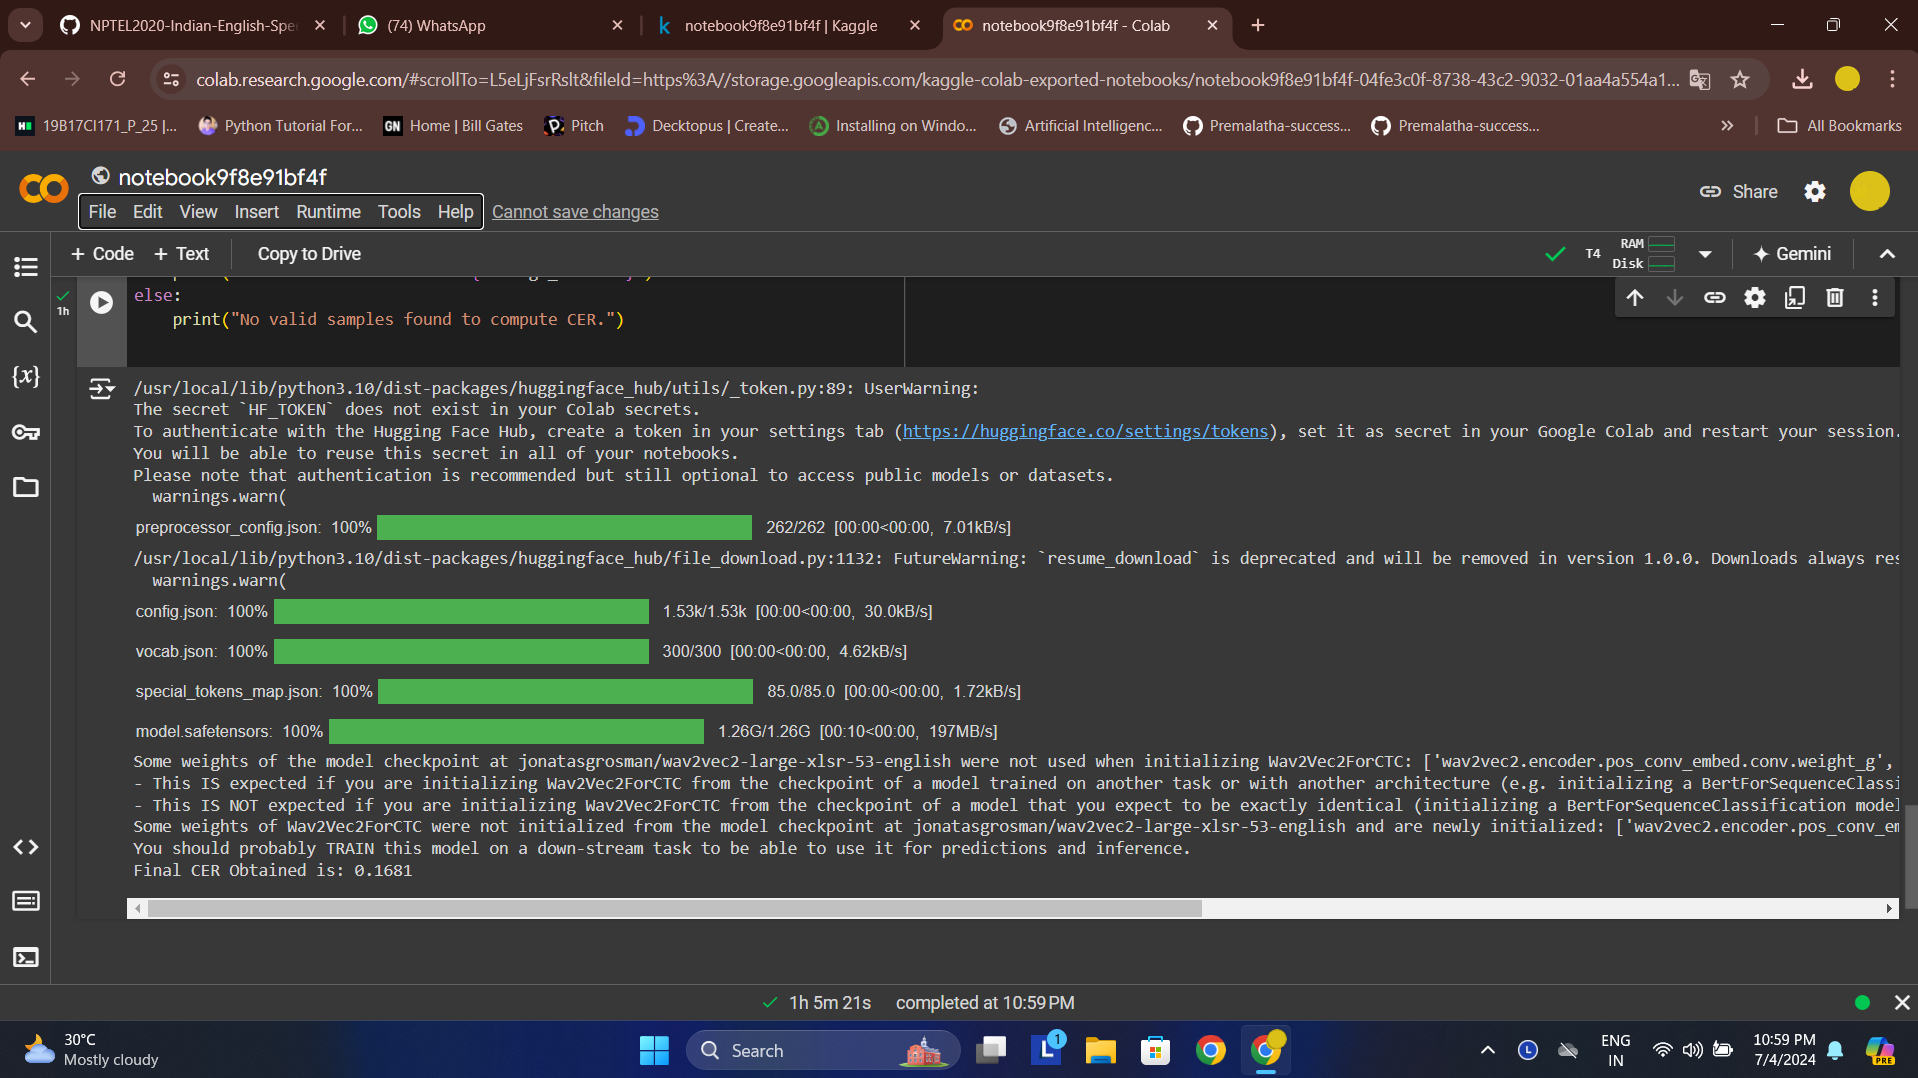 NPTEL2020-Indian-English-Spe
(74) WhatsApp
notebook9f8e91bf4f | Kaggle
notebook9f8e91bf4f - Colab
colab.research.google.com/#scrollTo=L5eLjFsrRslt&fileId=https%3A//storage.googleapis.com/kaggle-colab-exported-notebooks/notebook9f8e91bf4f-04fe3c0f-8738-43c2-9032-01aa4a554a1...
19B17CI171_P_25 |...
Python Tutorial For...
GN
Home | Bill Gates
Pitch
Decktopus | Create...
Installing on Windo...
Artificial Intelligenc...
Premalatha-success...
Premalatha-success...
All Bookmarks
notebook9f8e91bf4f
File Edit View Insert Runtime Tools Help Cannot save changes
Share
+ Code + Text Copy to Drive
T4
RAM
Disk
Gemini
1h
else:
print("No valid samples found to compute CER.")
/usr/local/lib/python3.10/dist-packages/huggingface_hub/utils/_token.py:89: UserWarning:
The secret `HF_TOKEN` does not exist in your Colab secrets.
To authenticate with the Hugging Face Hub, create a token in your settings tab (https://huggingface.co/settings/tokens), set it as secret in your Google Colab and restart your session.
You will be able to reuse this secret in all of your notebooks.
Please note that authentication is recommended but still optional to access public models or datasets.
warnings.warn(
preprocessor_config.json: 100% 262/262 [00:00<00:00, 7.01kB/s]
/usr/local/lib/python3.10/dist-packages/huggingface_hub/file_download.py:1132: FutureWarning: `resume_download` is deprecated and will be removed in version 1.0.0. Downloads always res
warnings.warn(
config.json: 100% 1.53k/1.53k [00:00<00:00, 30.0kB/s]
vocab.json: 100% 300/300 [00:00<00:00, 4.62kB/s]
special_tokens_map.json: 100% 85.0/85.0 [00:00<00:00, 1.72kB/s]
model.safetensors: 100% 1.26G/1.26G [00:10<00:00, 197MB/s]
Some weights of the model checkpoint at jonatasgrosman/wav2vec2-large-xlsr-53-english were not used when initializing Wav2Vec2ForCTC: ['wav2vec2.encoder.pos_conv_embed.conv.weight_g',
- This IS expected if you are initializing Wav2Vec2ForCTC from the checkpoint of a model trained on another task or with another architecture (e.g. initializing a BertForSequenceClassi
- This IS NOT expected if you are initializing Wav2Vec2ForCTC from the checkpoint of a model that you expect to be exactly identical (initializing a BertForSequenceClassification model
Some weights of Wav2Vec2ForCTC were not initialized from the model checkpoint at jonatasgrosman/wav2vec2-large-xlsr-53-english and are newly initialized: ['wav2vec2.encoder.pos_conv_em
You should probably TRAIN this model on a down-stream task to be able to use it for predictions and inference.
Final CER Obtained is: 0.1681
1h 5m 21s completed at 10:59 PM
30°C
Mostly cloudy
Search
1
ENG
IN
10:59 PM
7/4/2024
PRE